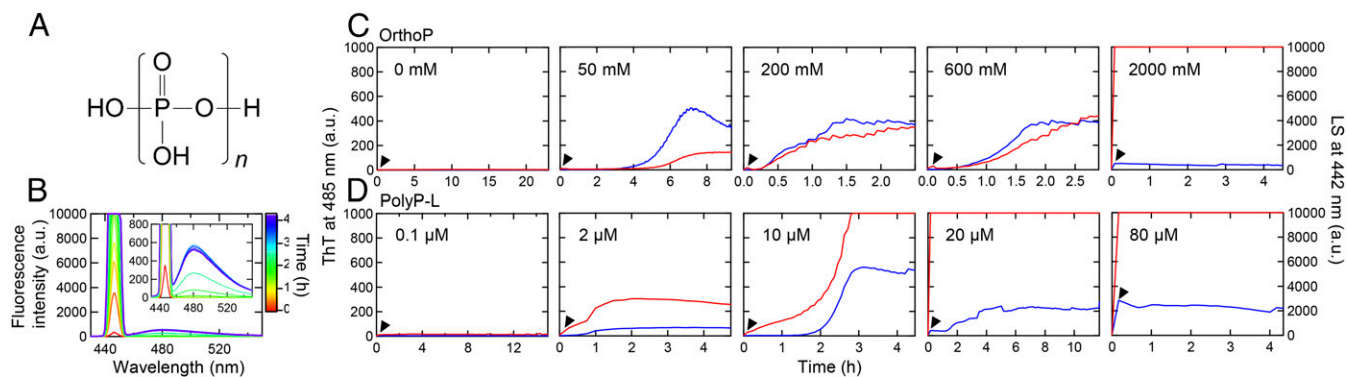 A
O
HO
P
O
H
OH
n
B
Fluorescence
intensity (a.u.)
10000
8000
6000
4000
2000
0
440 480 520
Wavelength (nm)
800
600
400
200
0
440 480 520
4
3
2
1
0
Time (h)
C
OrthoP
ThT at 485 nm (a.u.)
1000
800
600
400
200
0
0 mM
0 5 10 15 20
50 mM
0 2 4 6 8
200 mM
0.0 0.5 1.0 1.5 2.0
600 mM
0.0 0.5 1.0 1.5 2.0 2.5
2000 mM
0 1 2 3 4
10000
8000
6000
4000
2000
0
LS at 442 nm (a.u.)
D
PolyP-L
1000
800
600
400
200
0
0.1 µM
0 4 8 12
2 µM
0 1 2 3 4
10 µM
0 1 2 3 4
20 µM
0 2 4 6 8 10
80 µM
0 1 2 3 4
10000
8000
6000
4000
2000
0
Time (h)